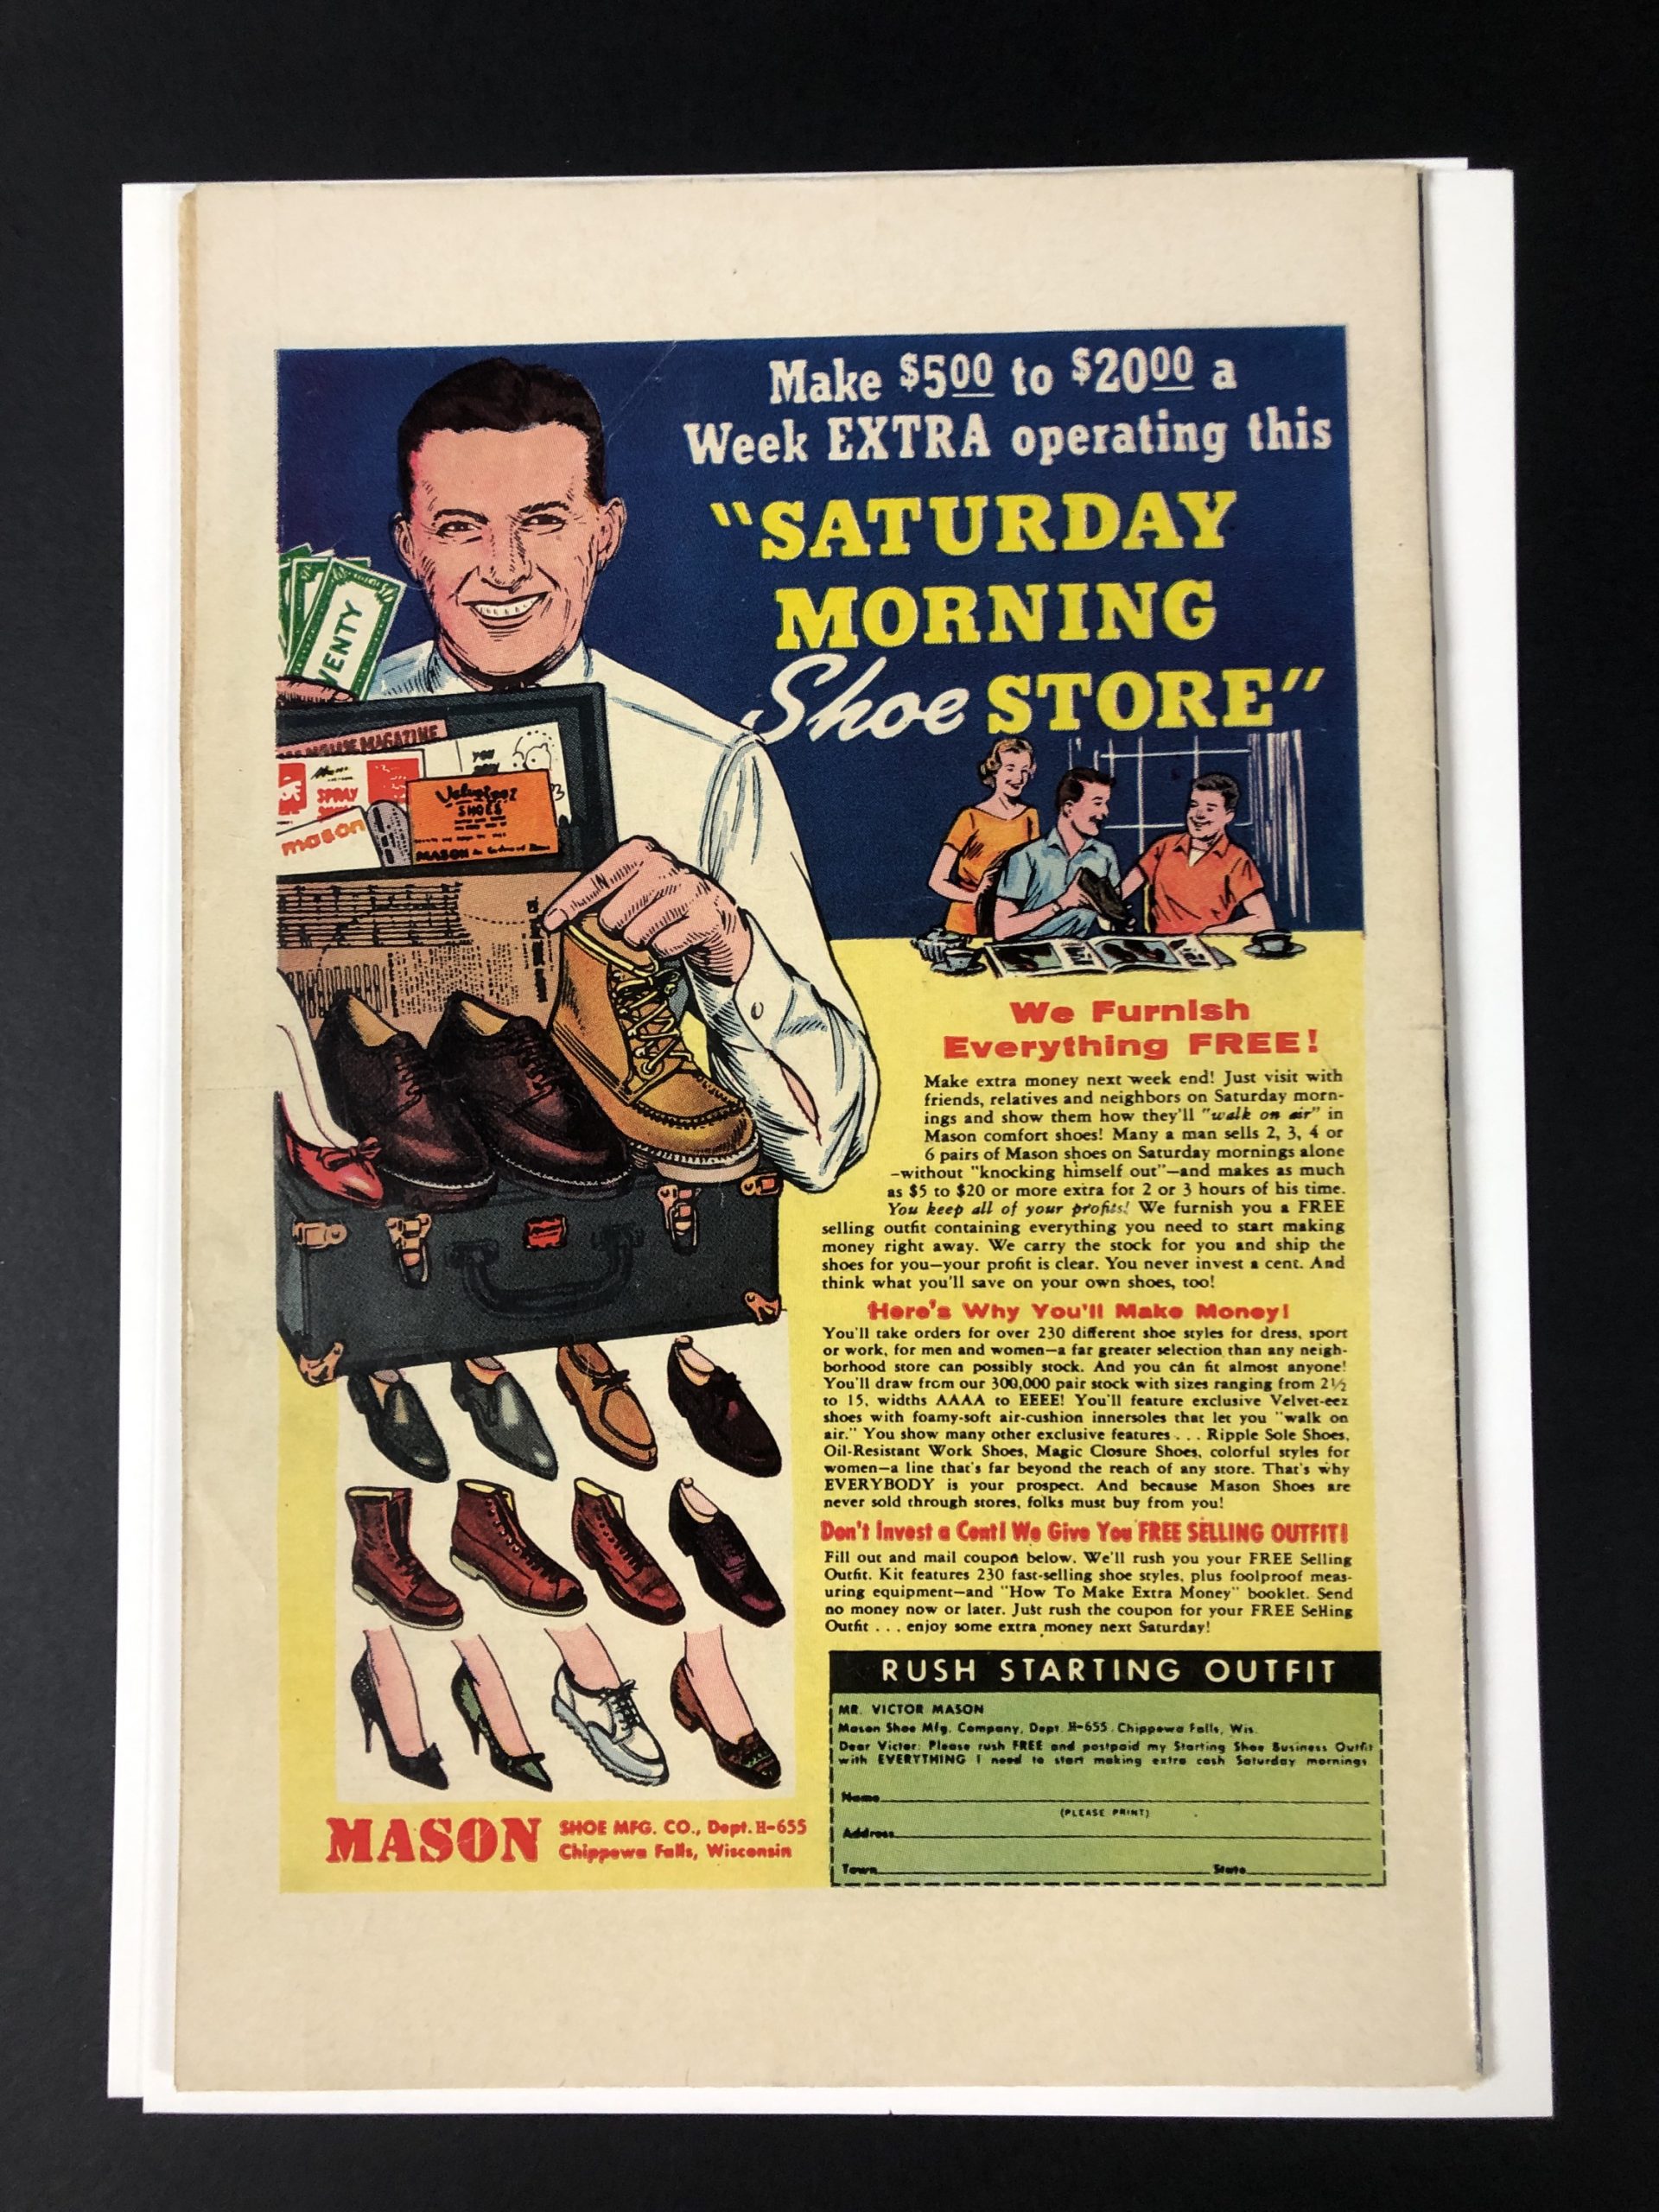 Make $5.00 to $20.00 a
Week EXTRA operating this
"SATURDAY
MORNING
Shoe STORE"
VENTY
MAGAZINE
YOU
SPRAY
mason
Velvet-eez
SHOES
MASON
We Furnish
Everything FREE!
Make extra money next week end! Just visit with
friends, relatives and neighbors on Saturday morn-
ings and show them how they'll "walk on air" in
Mason comfort shoes! Many a man sells 2, 3, 4 or
6 pairs of Mason shoes on Saturday mornings alone
-without "knocking himself out"-and makes as much
as $5 to $20 or more extra for 2 or 3 hours of his time.
You keep all of your profits! We furnish you a FREE
selling outfit containing everything you need to start making
money right away. We carry the stock for you and ship the
shoes for you—your profit is clear. You never invest a cent. And
think what you'll save on your own shoes, too!
Here's Why You'll Make Money!
You'll take orders for over 230 different shoe styles for dress, sport
or work, for men and women—a far greater selection than any neigh-
borhood store can possibly stock. And you can fit almost anyone!
You'll draw from our 300,000 pair stock with sizes ranging from 2½
to 15, widths AAAA to EEEE! You'll feature exclusive Velvet-eez
shoes with foamy-soft air-cushion innersoles that let you "walk on
air." You show many other exclusive features . . . Ripple Sole Shoes,
Oil-Resistant Work Shoes, Magic Closure Shoes, colorful styles for
women—a line that's far beyond the reach of any store. That's why
EVERYBODY is your prospect. And because Mason Shoes are
never sold through stores, folks must buy from you!
Don't Invest a Cent! We Give You FREE SELLING OUTFIT!
Fill out and mail coupon below. We'll rush you your FREE Selling
Outfit. Kit features 230 fast-selling shoe styles, plus foolproof meas-
uring equipment—and "How To Make Extra Money" booklet. Send
no money now or later. Just rush the coupon for your FREE Selling
Outfit . . . enjoy some extra money next Saturday!
RUSH STARTING OUTFIT
MR. VICTOR MASON
Mason Shoe Mfg. Company, Dept. H-655, Chippewa Falls, Wis.
Dear Victor: Please rush FREE and postpaid my Starting Shoe Business Outfit
with EVERYTHING I need to start making extra cash Saturday mornings.
Name
(PLEASE PRINT)
Address
Town State
MASON SHOE MFG. CO., Dept. H-655
Chippewa Falls, Wisconsin